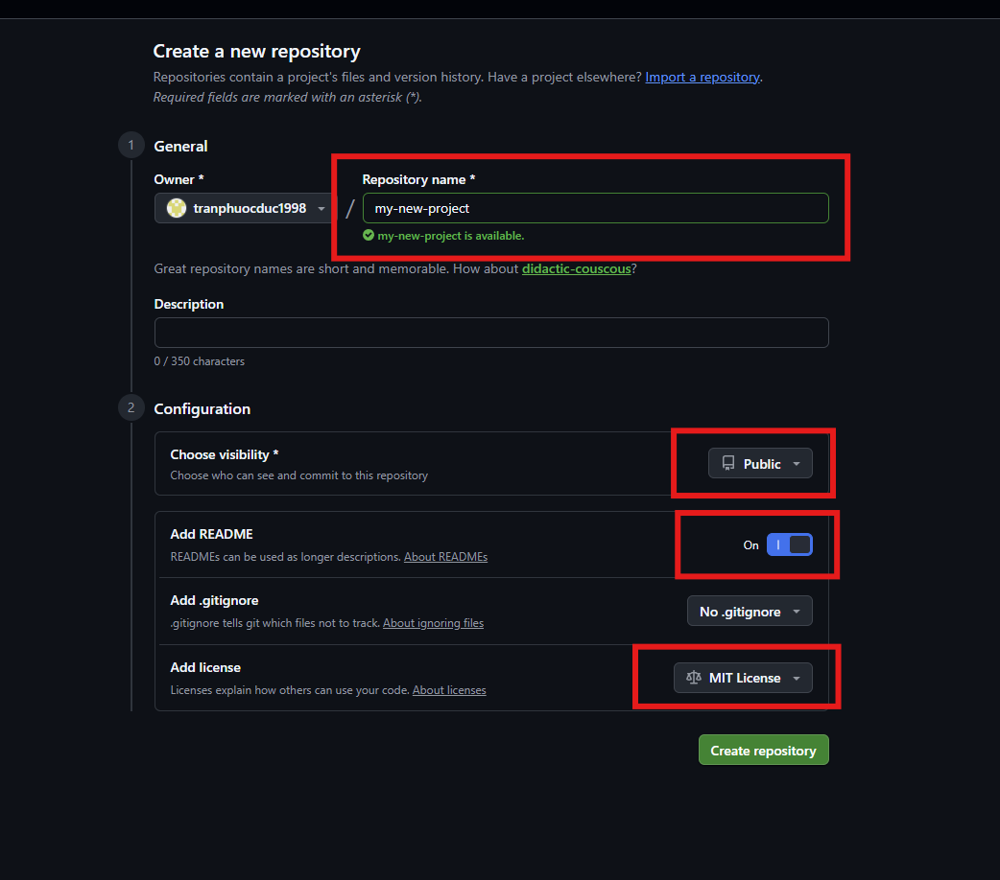 Create a new repository
Repositories contain a project's files and version history. Have a project elsewhere? Import a repository.
Required fields are marked with an asterisk (*).
1 General
Owner *
tranphuocduc1998
/
Repository name *
my-new-project
my-new-project is available.
Great repository names are short and memorable. How about didactic-couscous?
Description
0 / 350 characters
2 Configuration
Choose visibility *
Choose who can see and commit to this repository
Public
Add README
READMEs can be used as longer descriptions. About READMEs
On
Add .gitignore
.gitignore tells git which files not to track. About ignoring files
No .gitignore
Add license
Licenses explain how others can use your code. About licenses
MIT License
Create repository